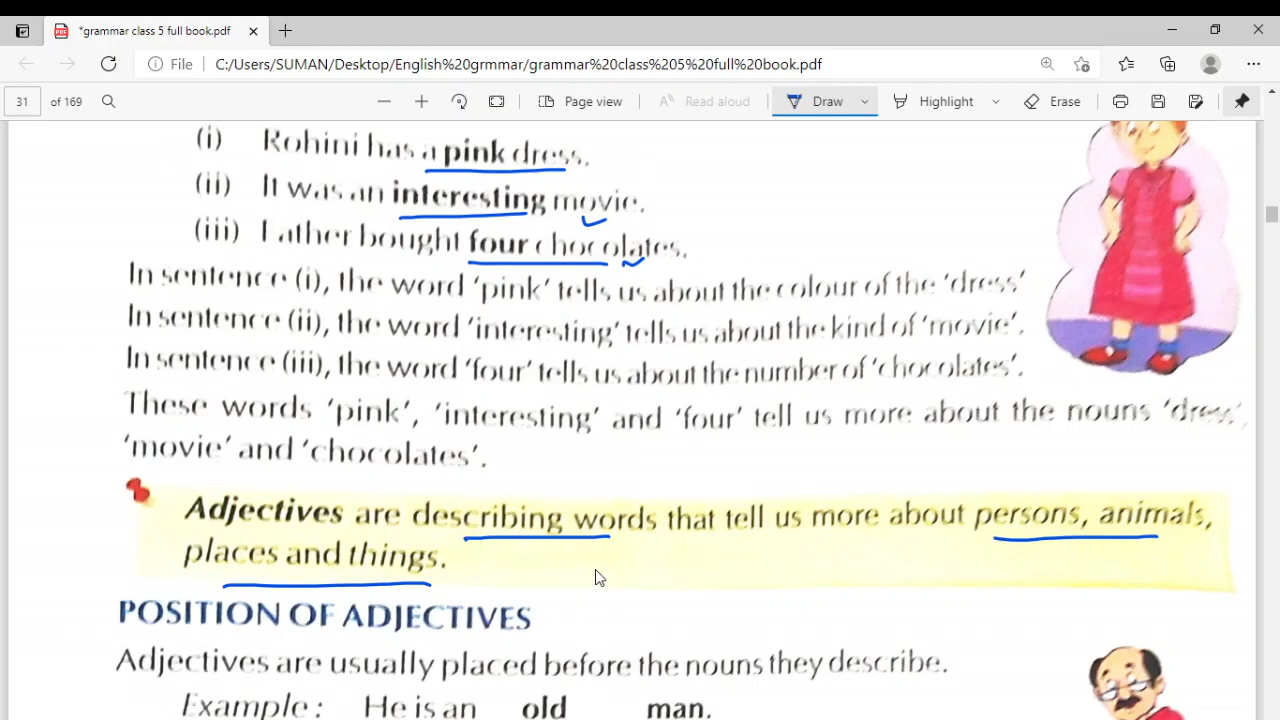 *grammar class 5 full book.pdf
File C:/Users/SUMAN/Desktop/English%20grmmar/grammar%20class%205%20full%20book.pdf
31 of 169 Page view Read aloud Draw Highlight Erase
(i) Rohini has a pink dress.
(ii) It was an interesting movie.
(iii) Father bought four chocolates.
In sentence (i), the word 'pink' tells us about the colour of the 'dress'
In sentence (ii), the word 'interesting' tells us about the kind of 'movie'.
In sentence (iii), the word 'four' tells us about the number of 'chocolates'.
These words 'pink', 'interesting' and 'four' tell us more about the nouns 'dress',
'movie' and 'chocolates'.
Adjectives are describing words that tell us more about persons, animals,
places and things.
POSITION OF ADJECTIVES
Adjectives are usually placed before the nouns they describe.
Example : He is an old man.